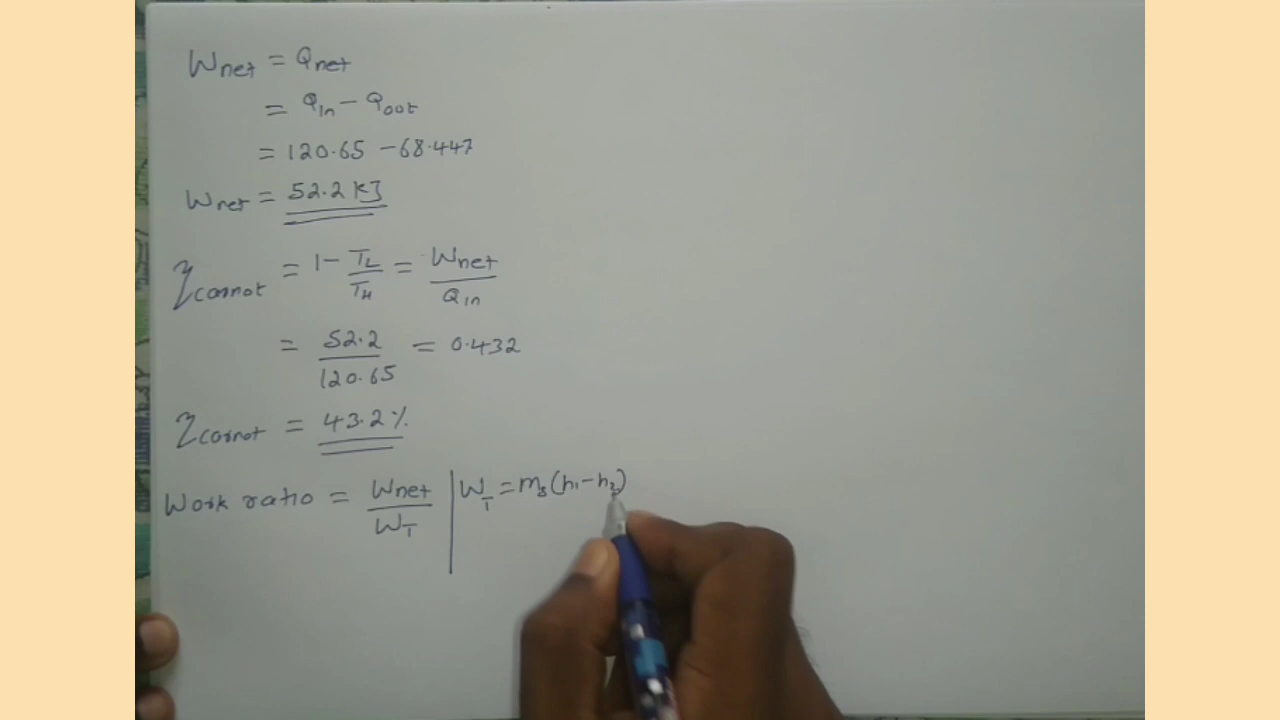 Wnet = Qnet
= Qin - Qout
= 120.65 - 68.447
Wnet = 52.2 kJ
ηcarnot = 1 - TL/TH = Wnet/Qin
= 52.2/120.65 = 0.432
ηcarnot = 43.2%
Work ratio = Wnet/WT | WT = ms(h1-h2)